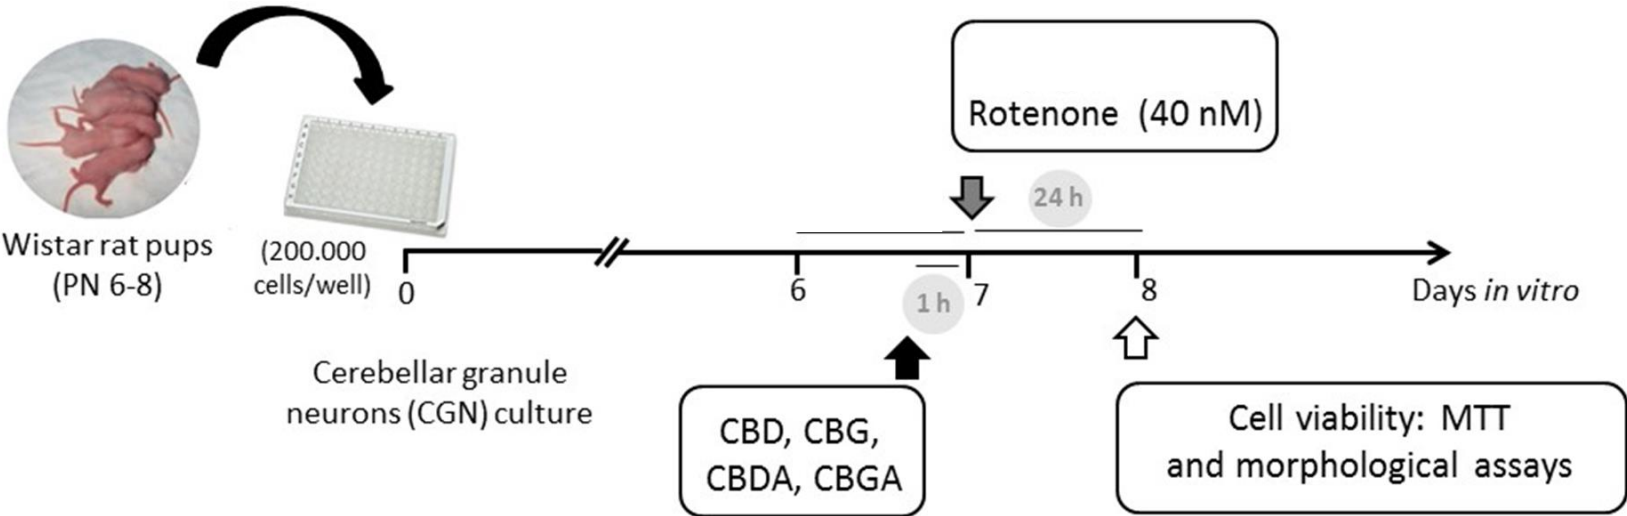 Rotenone (40 nM)
24 h
Wistar rat pups
(PN 6-8)
(200.000
cells/well)
0
6
1 h
7
8
Days in vitro
Cerebellar granule
neurons (CGN) culture
CBD, CBG,
CBDA, CBGA
Cell viability: MTT
and morphological assays